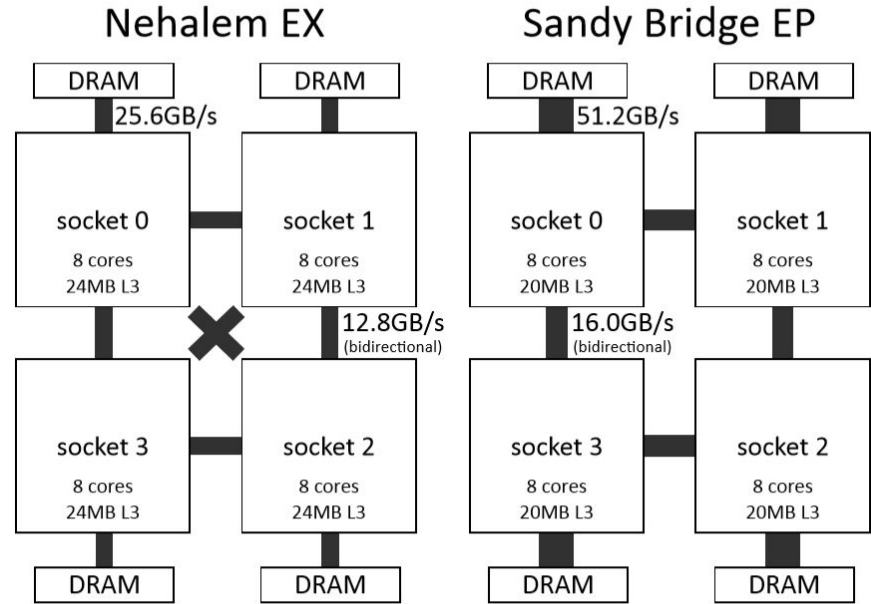 Nehalem EX
DRAM
DRAM
25.6GB/s
socket 0
8 cores
24MB L3
socket 1
8 cores
24MB L3
12.8GB/s
(bidirectional)
socket 3
8 cores
24MB L3
socket 2
8 cores
24MB L3
DRAM
DRAM
Sandy Bridge EP
DRAM
DRAM
51.2GB/s
socket 0
8 cores
20MB L3
socket 1
8 cores
20MB L3
16.0GB/s
(bidirectional)
socket 3
8 cores
20MB L3
socket 2
8 cores
20MB L3
DRAM
DRAM